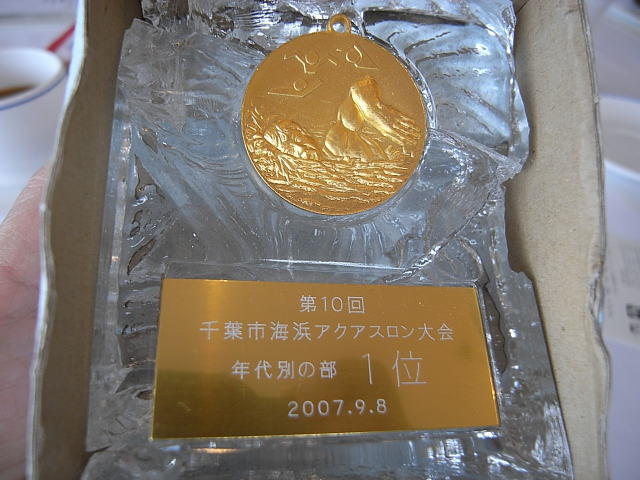 第10回
千葉市海浜アクアスロン大会
年代別の部 1位
2007.9.8